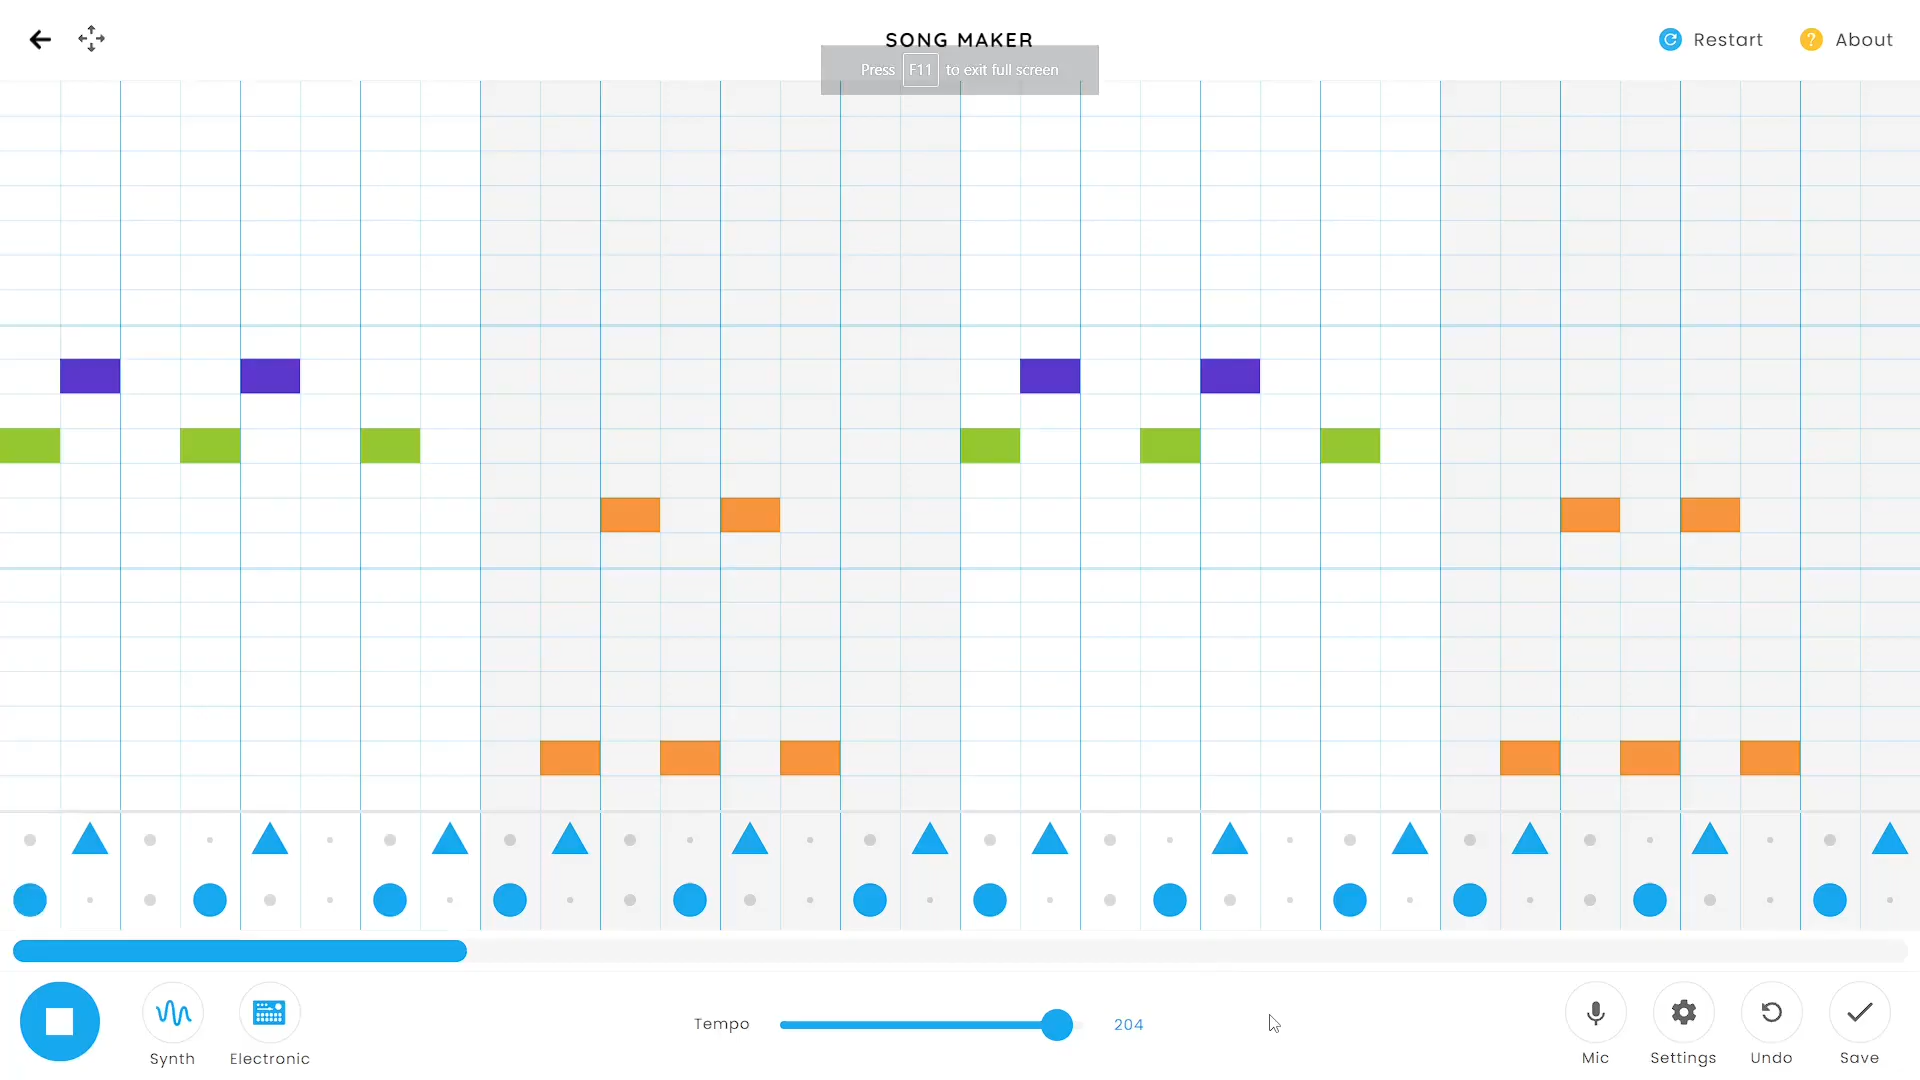 SONG MAKER
Restart
? About
Press F11 to exit full screen
Tempo
204
Synth
Electronic
Mic
Settings
Undo
Save